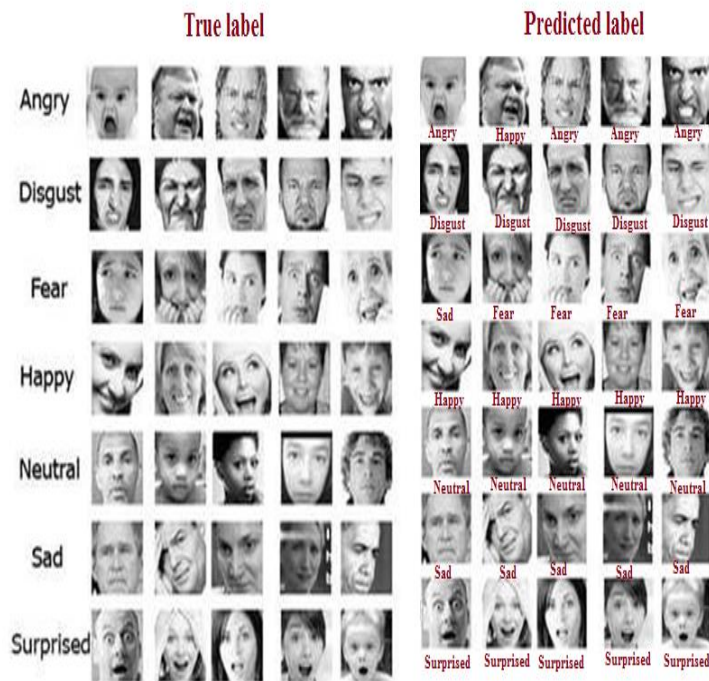 True label
Predicted label
Angry
Angry Happy Angry Angry Angry
Disgust
Disgust Disgust Disgust Disgust Disgust
Fear
Sad Fear Fear Fear Fear
Happy
Happy Happy Happy Happy Happy
Neutral
Neutral Neutral Neutral Neutral Neutral
Sad
Sad Sad Sad Sad Sad
Surprised
Surprised Surprised Surprised Surprised Surprised